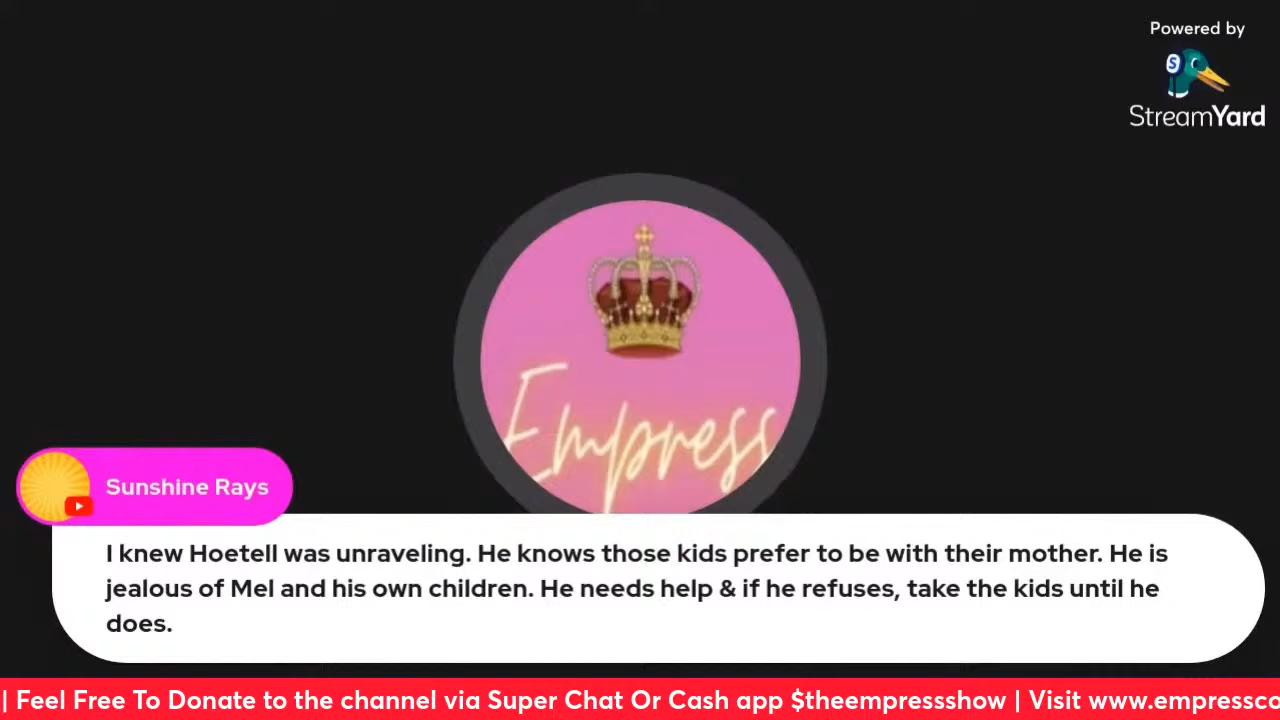 Powered by
S
StreamYard
Empress
Sunshine Rays
I knew Hoetell was unraveling. He knows those kids prefer to be with their mother. He is
jealous of Mel and his own children. He needs help & if he refuses, take the kids until he
does.
| Feel Free To Donate to the channel via Super Chat Or Cash app $theempressshow | Visit www.empressco